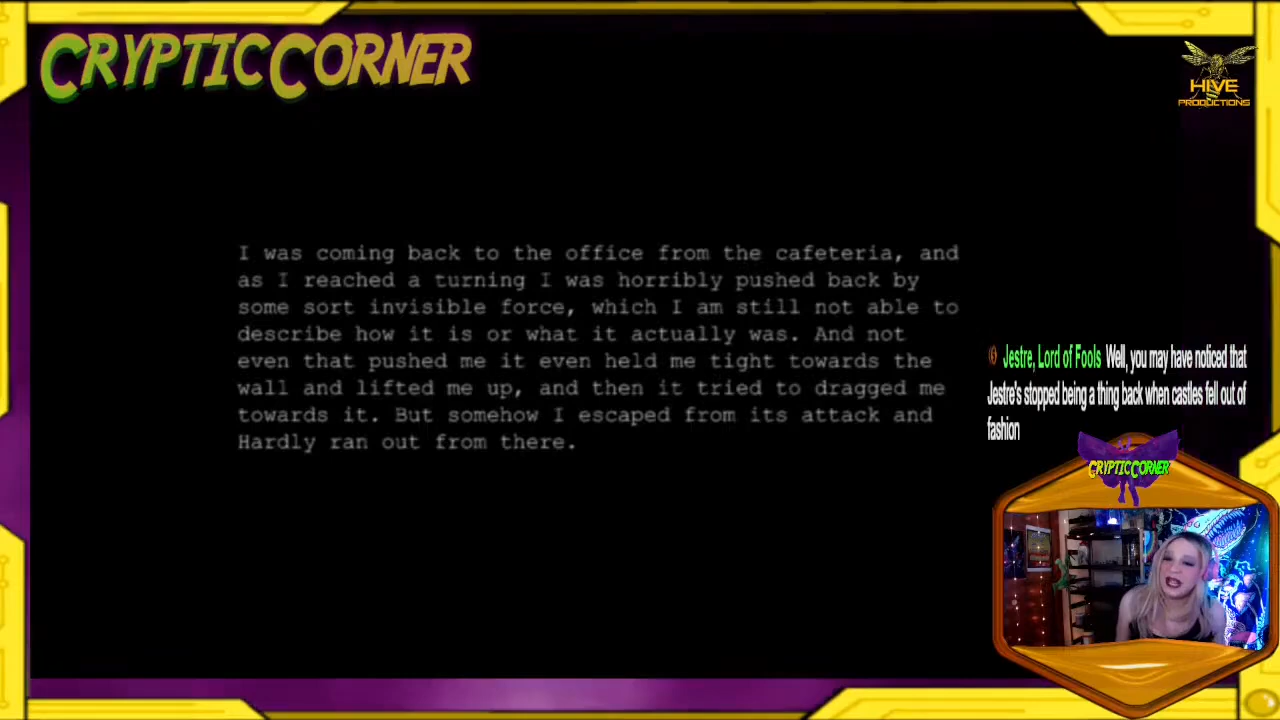 CRYPTICCORNER
HIVE
PRODUCTIONS
I was coming back to the office from the cafeteria, and
as I reached a turning I was horribly pushed back by
some sort invisible force, which I am still not able to
describe how it is or what it actually was. And not
even that pushed me it even held me tight towards the
wall and lifted me up, and then it tried to dragged me
towards it. But somehow I escaped from its attack and
Hardly ran out from there.
Jestre, Lord of Fools Well, you may have noticed that
Jestre's stopped being a thing back when castles fell out of
fashion
CRYPTICCORNER